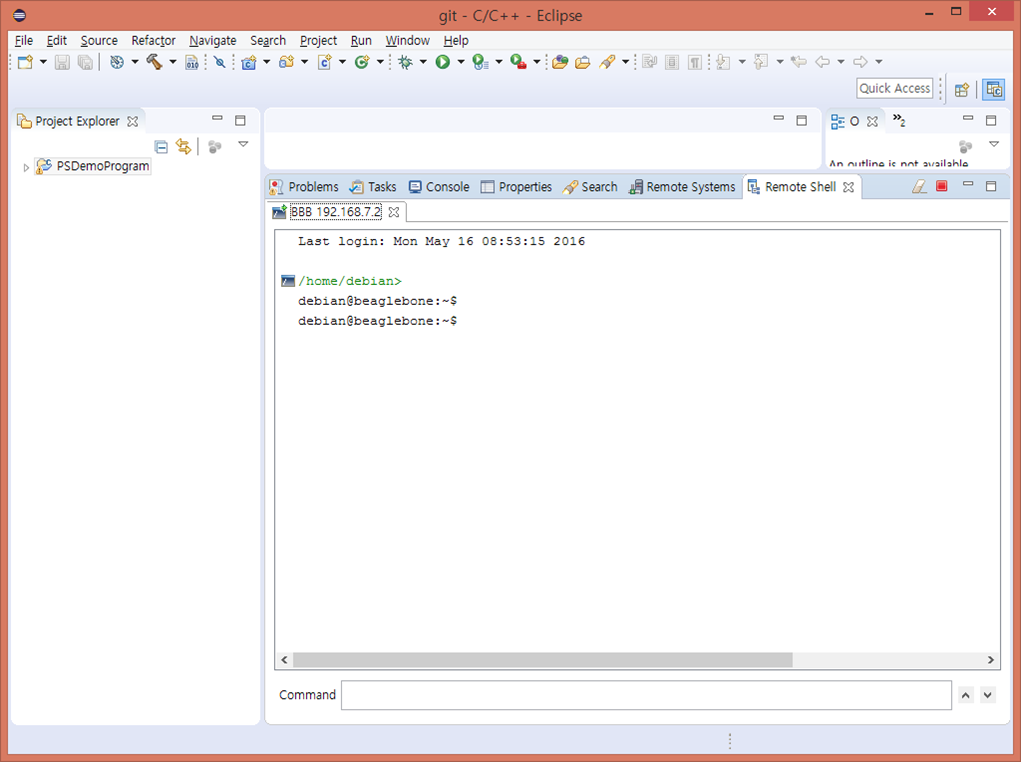 git - C/C++ - Eclipse
File Edit Source Refactor Navigate Search Project Run Window Help
010
Quick Access
Project Explorer
O
»2
PSDemoProgram
An outline is not available.
Problems Tasks Console Properties Search Remote Systems Remote Shell
BBB 192.168.7.2
Last login: Mon May 16 08:53:15 2016
/home/debian>
debian@beaglebone:~$
debian@beaglebone:~$
Command